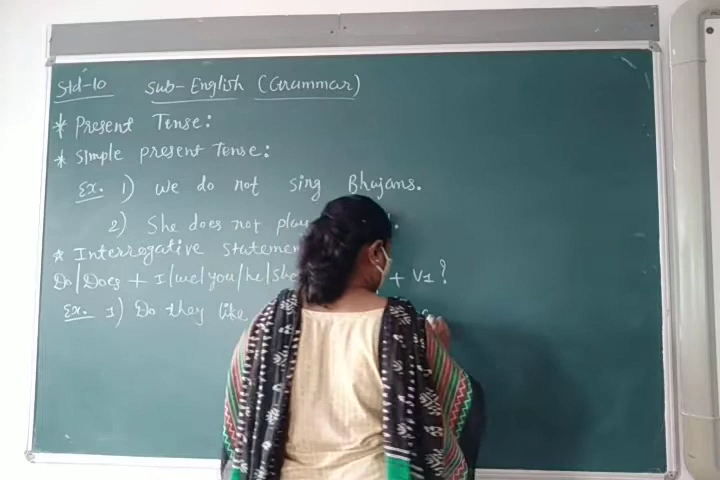 Std-10 Sub-English (Grammar)
* Present Tense:
* Simple present Tense:
Ex. 1) we do not sing Bhajans.
2) She does not play
* Interrogative statemen
Do/Does + I/we/you/he/she + V1?
Ex. 1) Do they like